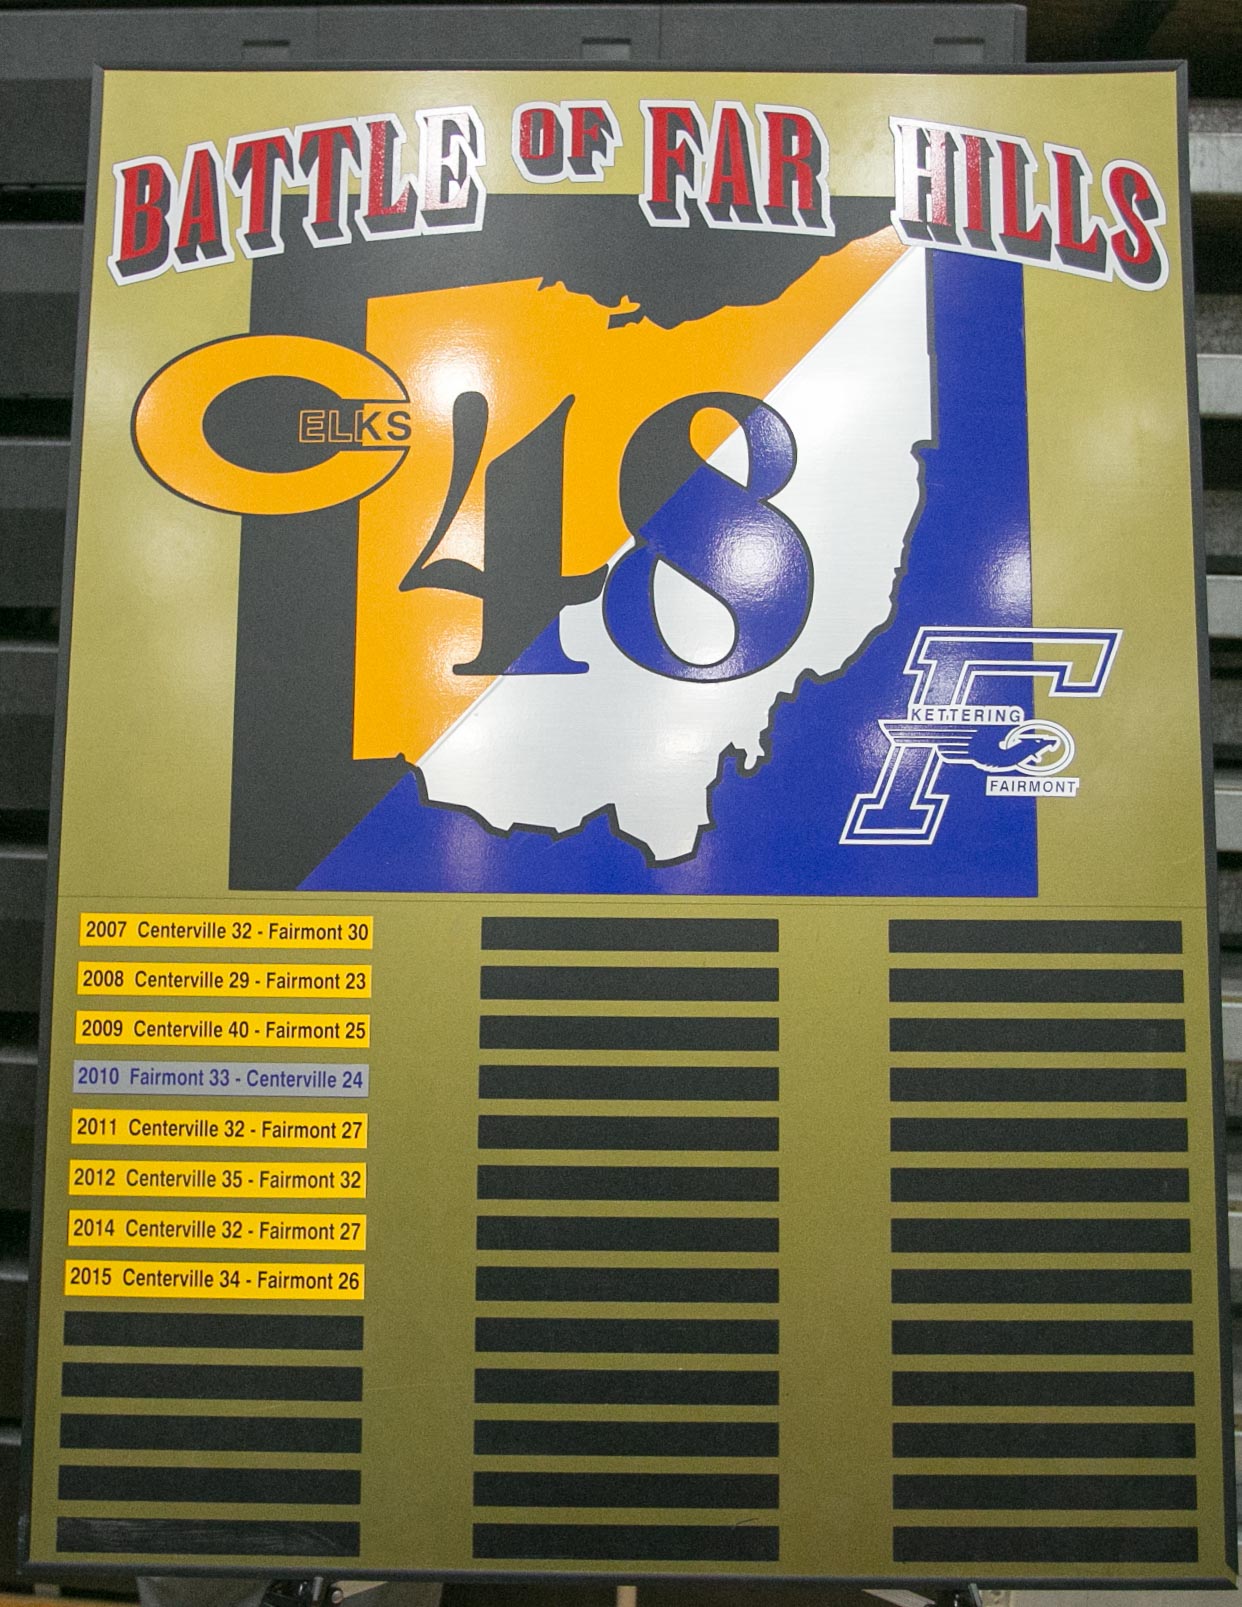 BATTLE OF FAR HILLS
ELKS
48
KETTERING
FAIRMONT
2007 Centerville 32 - Fairmont 30
2008 Centerville 29 - Fairmont 23
2009 Centerville 40 - Fairmont 25
2010 Fairmont 33 - Centerville 24
2011 Centerville 32 - Fairmont 27
2012 Centerville 35 - Fairmont 32
2014 Centerville 32 - Fairmont 27
2015 Centerville 34 - Fairmont 26